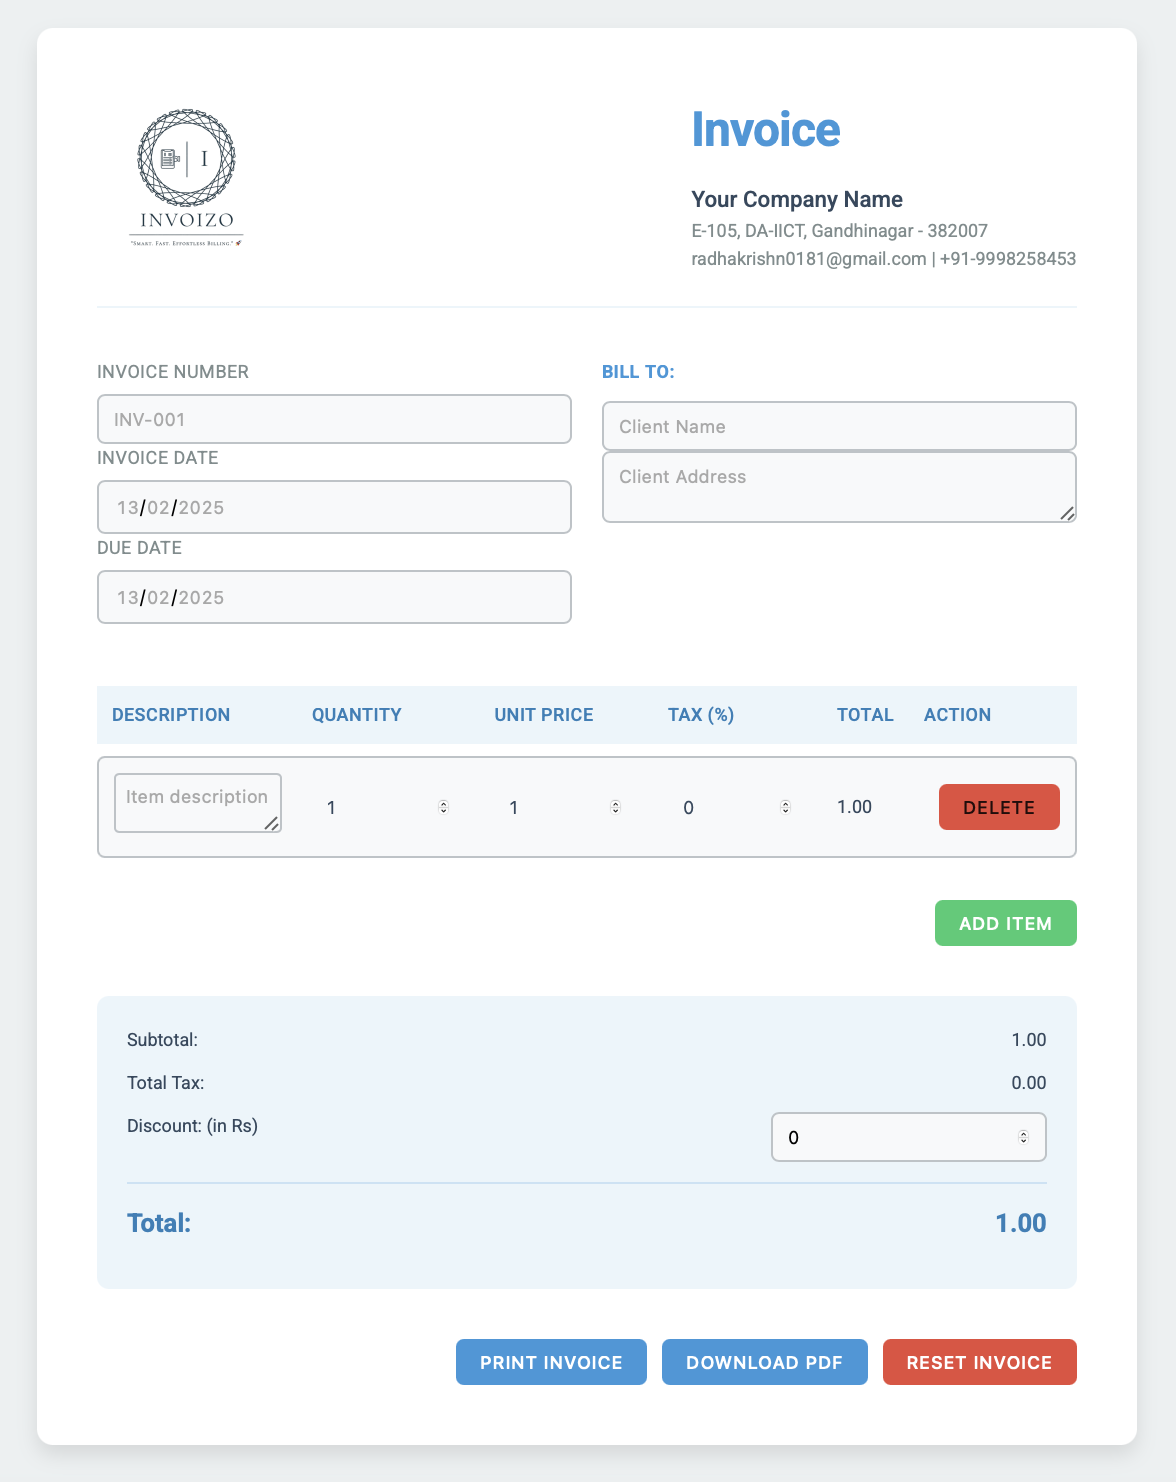 I
INVOIZO
"Smart. Fast. Effortless Billing." 🚀
Invoice
Your Company Name
E-105, DA-IICT, Gandhinagar - 382007
radhakrishn0181@gmail.com | +91-9998258453
INVOICE NUMBER
INV-001
INVOICE DATE
13/02/2025
DUE DATE
13/02/2025
BILL TO:
Client Name
Client Address
DESCRIPTION QUANTITY UNIT PRICE TAX (%) TOTAL ACTION
Item description 1 1 0 1.00 DELETE
ADD ITEM
Subtotal: 1.00
Total Tax: 0.00
Discount: (in Rs) 0
Total: 1.00
PRINT INVOICE DOWNLOAD PDF RESET INVOICE